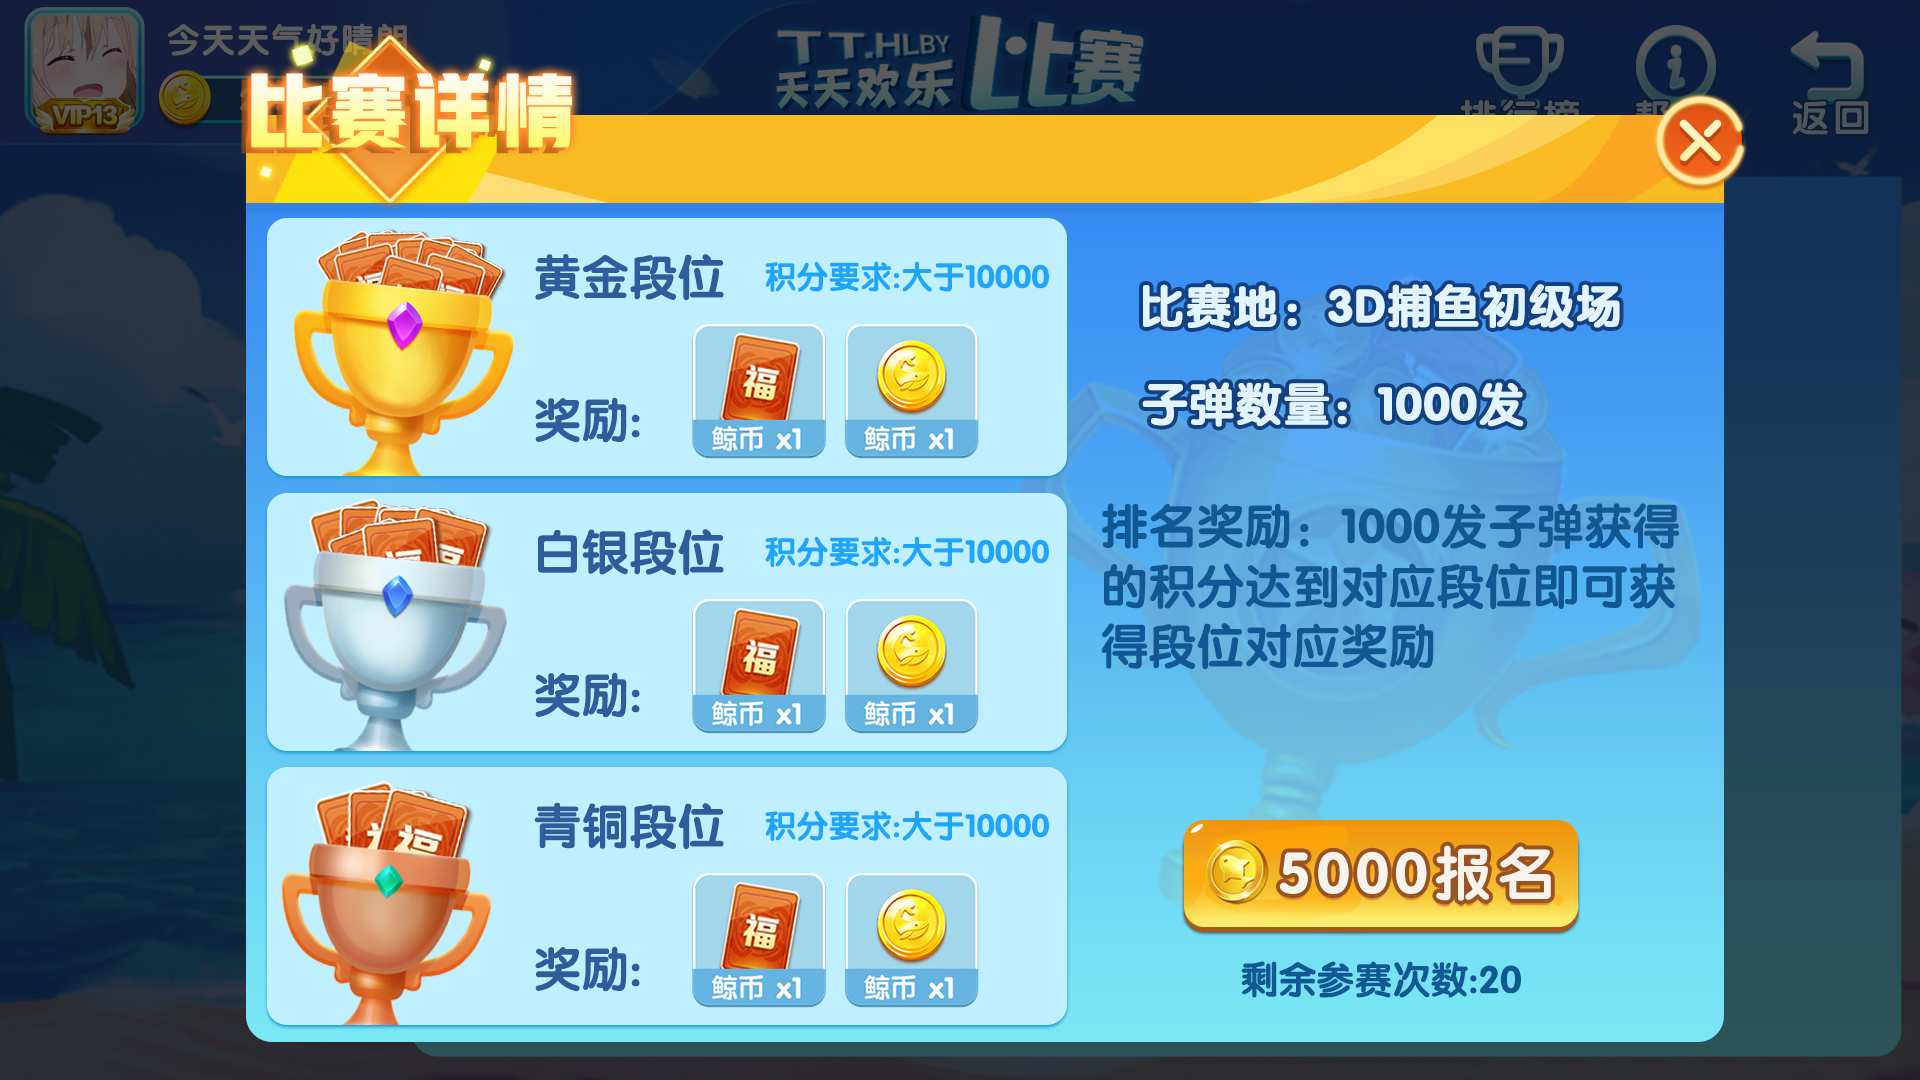 今天天气好晴朗
VIP13
TT.HLBY
天天欢乐
比赛
排行榜
返回
比赛详情
黄金段位
积分要求:大于10000
奖励:
福
鲸币 x1
鲸币 x1
白银段位
积分要求:大于10000
奖励:
福
鲸币 x1
鲸币 x1
青铜段位
积分要求:大于10000
奖励:
福
鲸币 x1
鲸币 x1
比赛地：3D捕鱼初级场
子弹数量：1000发
排名奖励：1000发子弹获得
的积分达到对应段位即可获
得段位对应奖励
5000报名
剩余参赛次数:20